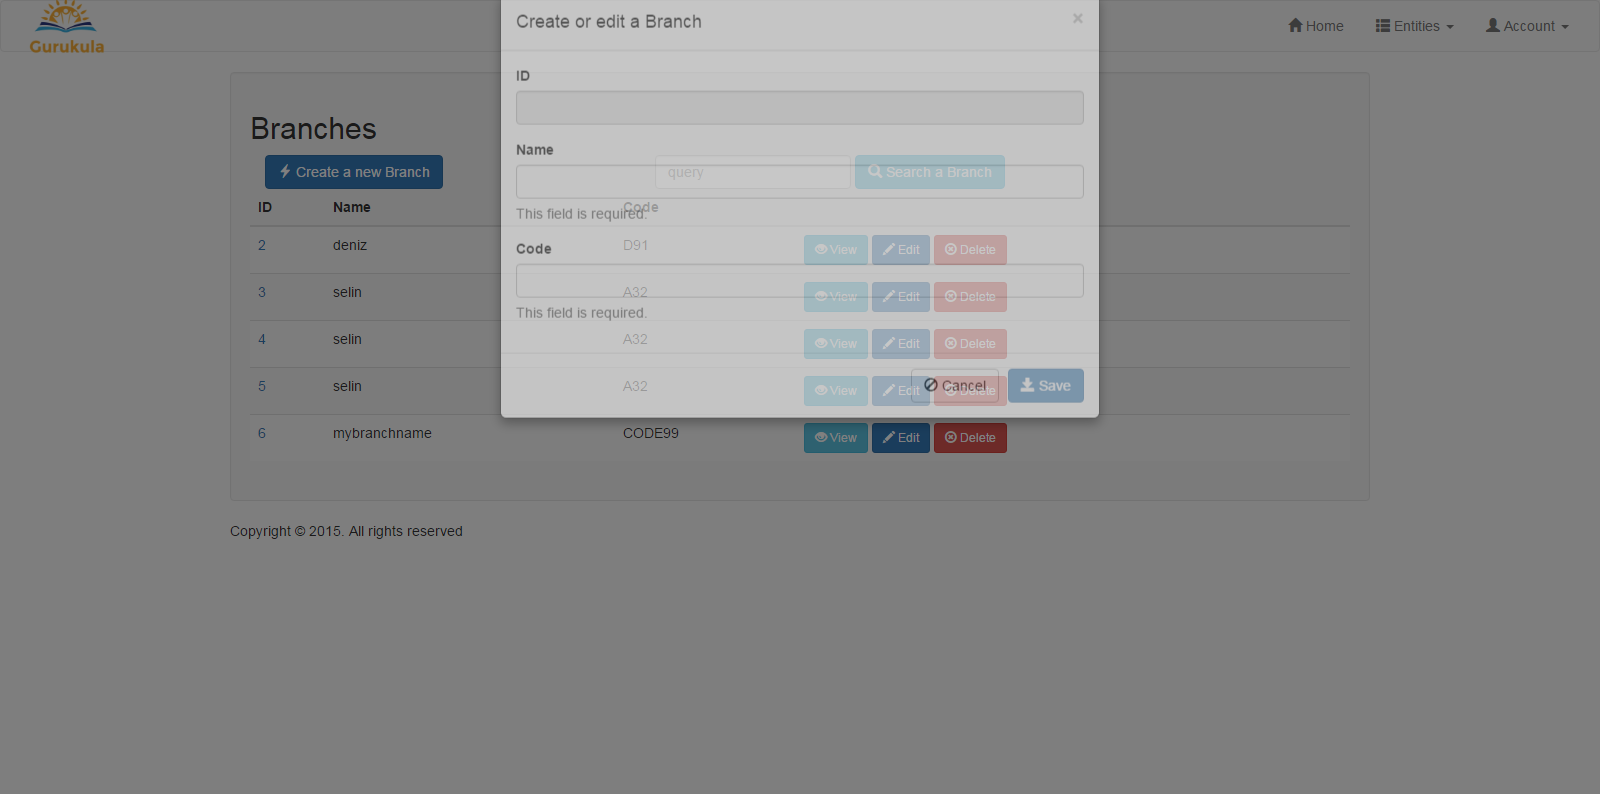 Gurukula
Home
Entities
Account
Create or edit a Branch
×
ID
Name
This field is required.
Code
This field is required.
Cancel
Save
Branches
Create a new Branch
query
Search a Branch
ID Name Code
2 deniz D91 View Edit Delete
3 selin A32 View Edit Delete
4 selin A32 View Edit Delete
5 selin A32 View Edit Delete
6 mybranchname CODE99 View Edit Delete
Copyright © 2015. All rights reserved